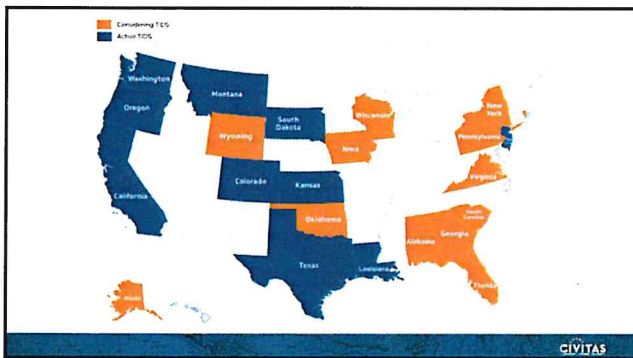 Considering TIDS
Active TIDS
Washington
Montana
Oregon
South
Dakota
Wisconsin
New
York
Wyoming
Iowa
Pennsylvania
Colorado
Kansas
Virginia
California
Oklahoma
South
Carolina
Georgia
Alabama
Texas
Louisiana
Florida
CIVITAS